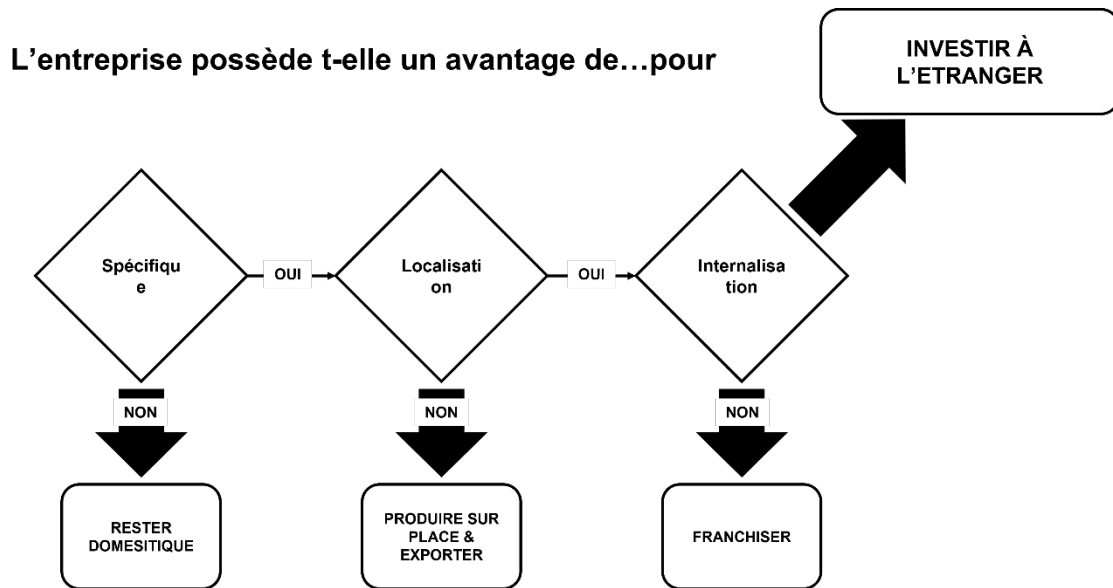 L’entreprise possède t-elle un avantage de…pour
INVESTIR À
L’ETRANGER
Spécifiqu
e
OUI
Localisati
on
OUI
Internalisa
tion
NON
NON
NON
RESTER
DOMESITIQUE
PRODUIRE SUR
PLACE &
EXPORTER
FRANCHISER